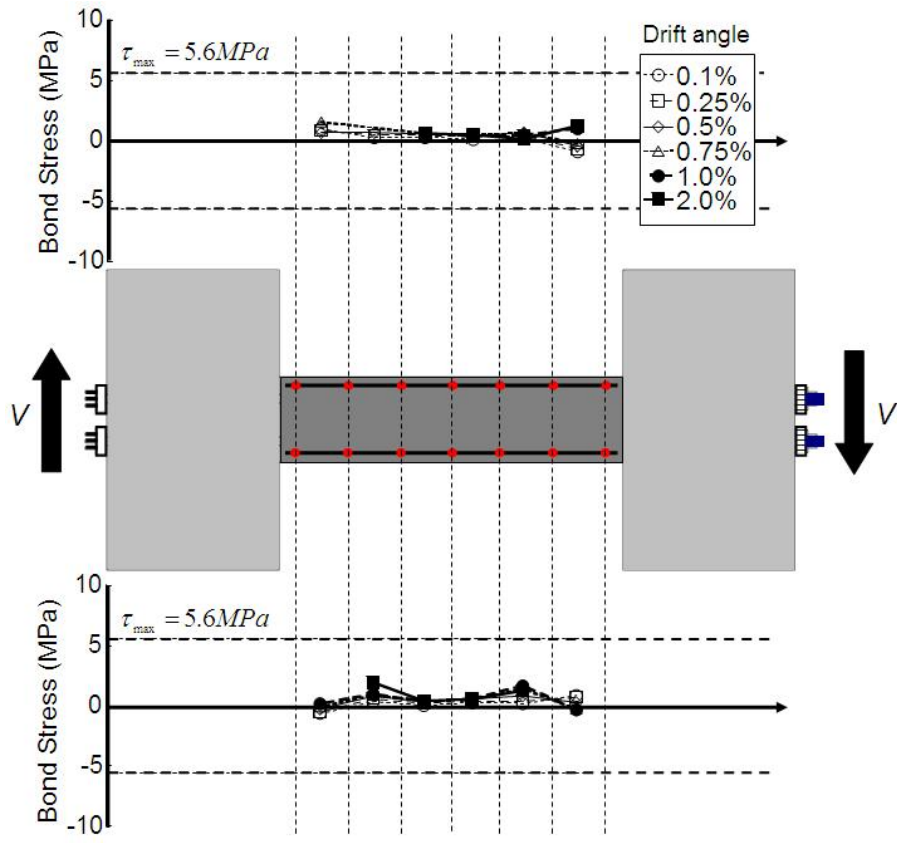 10
5
0
-5
-10
Bond Stress (MPa)
τmax = 5.6MPa
Drift angle
0.1%
0.25%
0.5%
0.75%
1.0%
2.0%
V
V
10
5
0
-5
-10
Bond Stress (MPa)
τmax = 5.6MPa